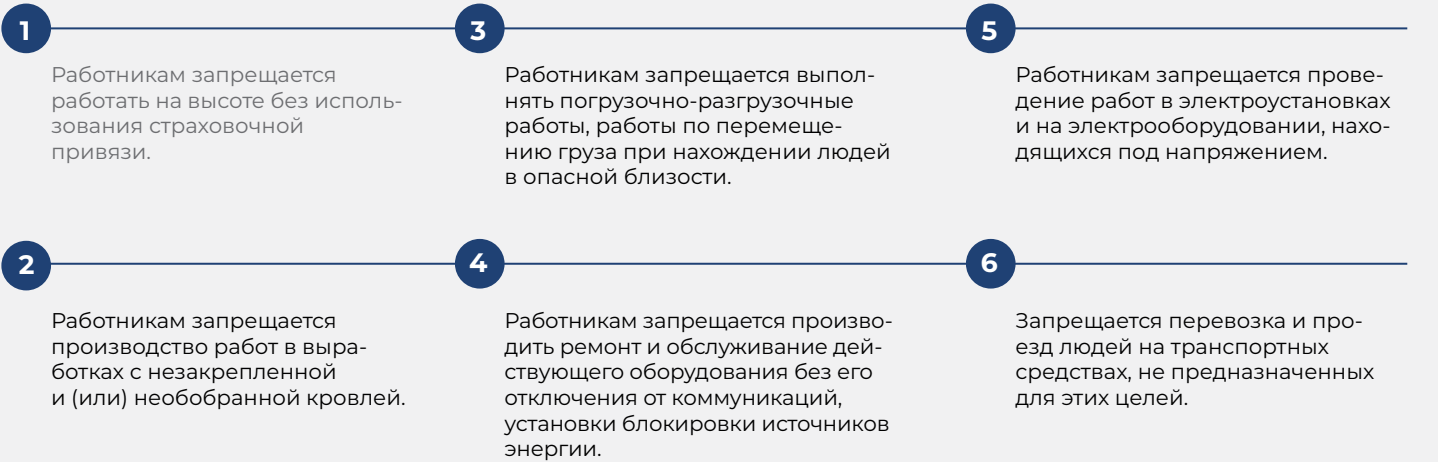 1
Работникам запрещается
работать на высоте без исполь-
зования страховочной
привязи.
2
Работникам запрещается
производство работ в выра-
ботках с незакрепленной
и (или) необобранной кровлей.
3
Работникам запрещается выпол-
нять погрузочно-разгрузочные
работы, работы по перемеще-
нию груза при нахождении людей
в опасной близости.
4
Работникам запрещается произво-
дить ремонт и обслуживание дей-
ствующего оборудования без его
отключения от коммуникаций,
установки блокировки источников
энергии.
5
Работникам запрещается прове-
дение работ в электроустановках
и на электрооборудовании, нахо-
дящихся под напряжением.
6
Запрещается перевозка и про-
езд людей на транспортных
средствах, не предназначенных
для этих целей.